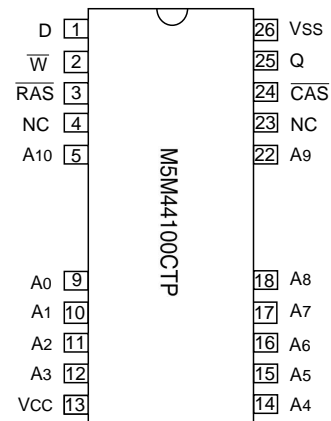 D 1 26 VSS
W 2 25 Q
RAS 3 24 CAS
NC 4 23 NC
A10 5 22 A9
M5M44100CTP
A0 9 18 A8
A1 10 17 A7
A2 11 16 A6
A3 12 15 A5
VCC 13 14 A4